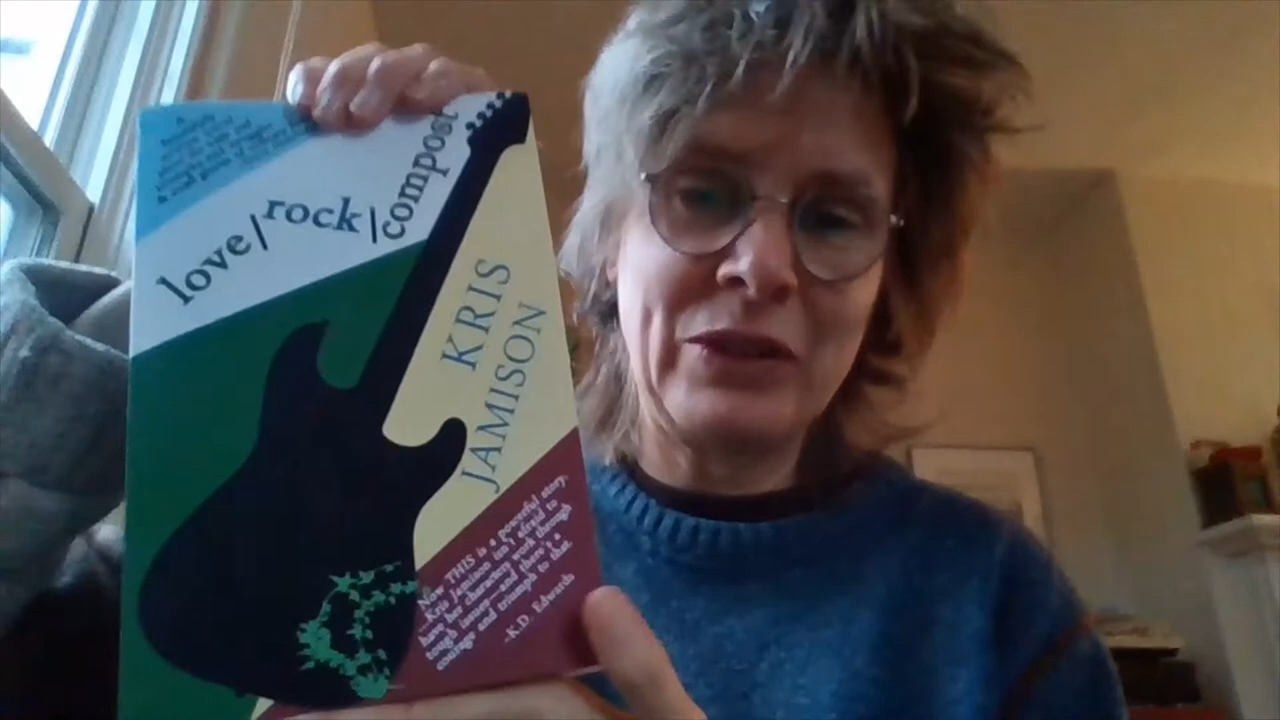 love/rock/compost
KRIS
JAMISON
Now THIS is a powerful story.
Kris Jamison isn't afraid to
have her characters work through
tough issues—and there's a
courage and triumph to that.
-K.D. Edwards